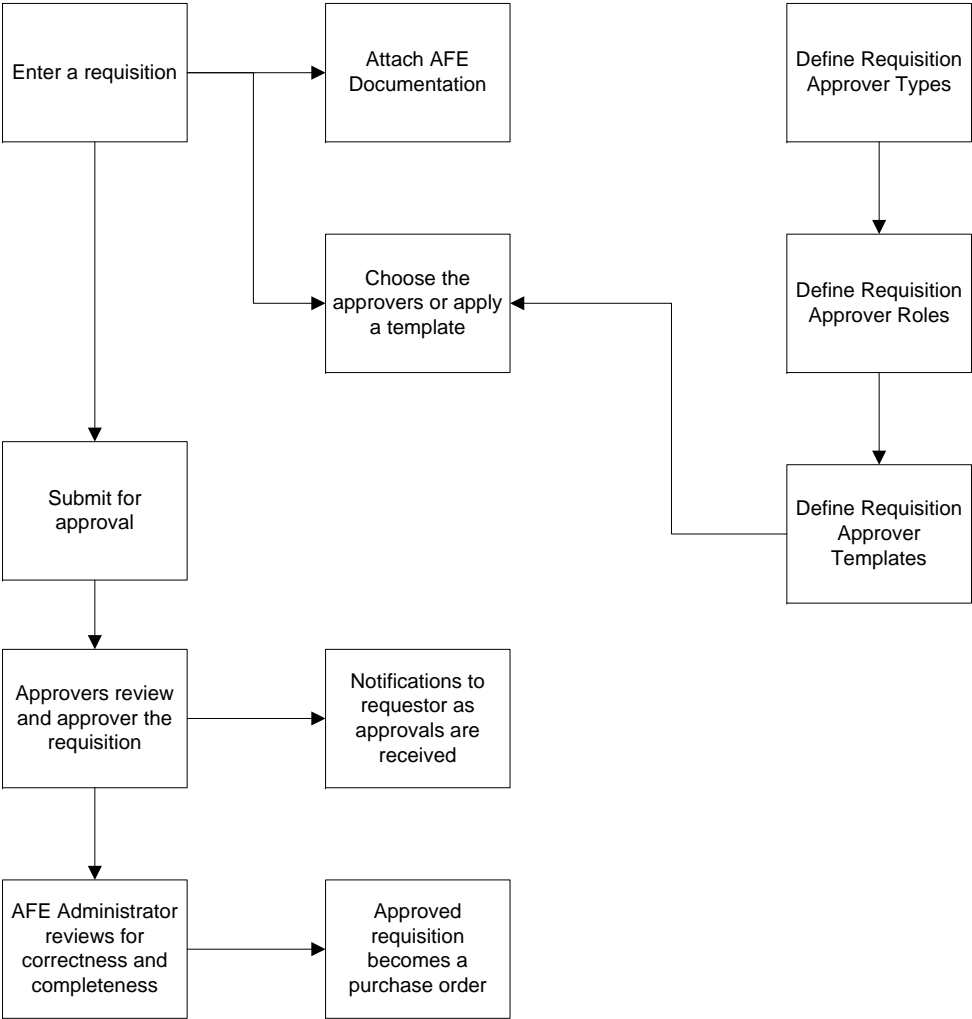 Enter a requisition
Attach AFE
Documentation
Define Requisition
Approver Types
Choose the
approvers or apply
a template
Define Requisition
Approver Roles
Submit for
approval
Define Requisition
Approver
Templates
Approvers review
and approver the
requisition
Notifications to
requestor as
approvals are
received
AFE Administrator
reviews for
correctness and
completeness
Approved
requisition
becomes a
purchase order